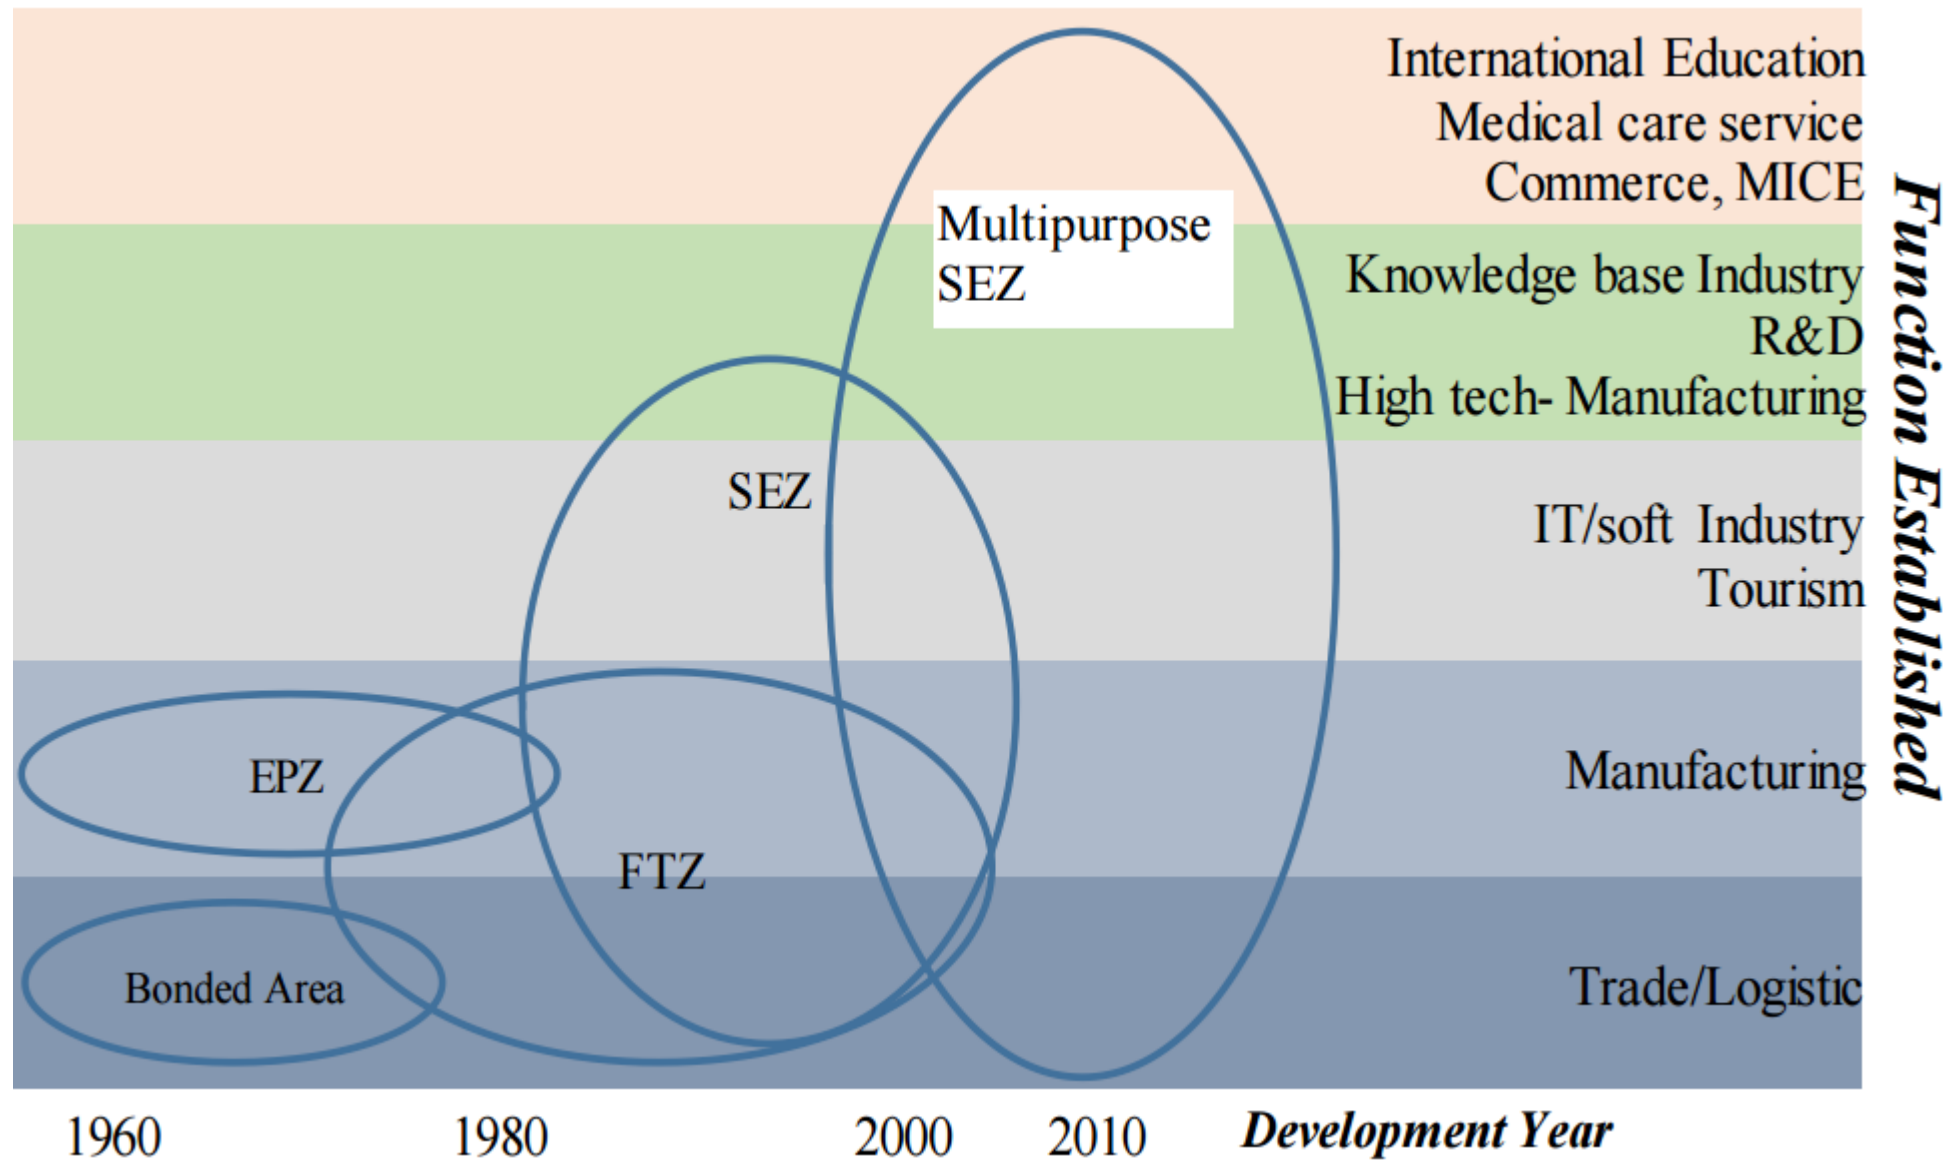 International Education
Medical care service
Commerce, MICE
Multipurpose
SEZ
Knowledge base Industry
R&D
High tech- Manufacturing
SEZ
IT/soft Industry
Tourism
EPZ
Manufacturing
FTZ
Bonded Area
Trade/Logistic
Function Established
1960 1980 2000 2010 Development Year